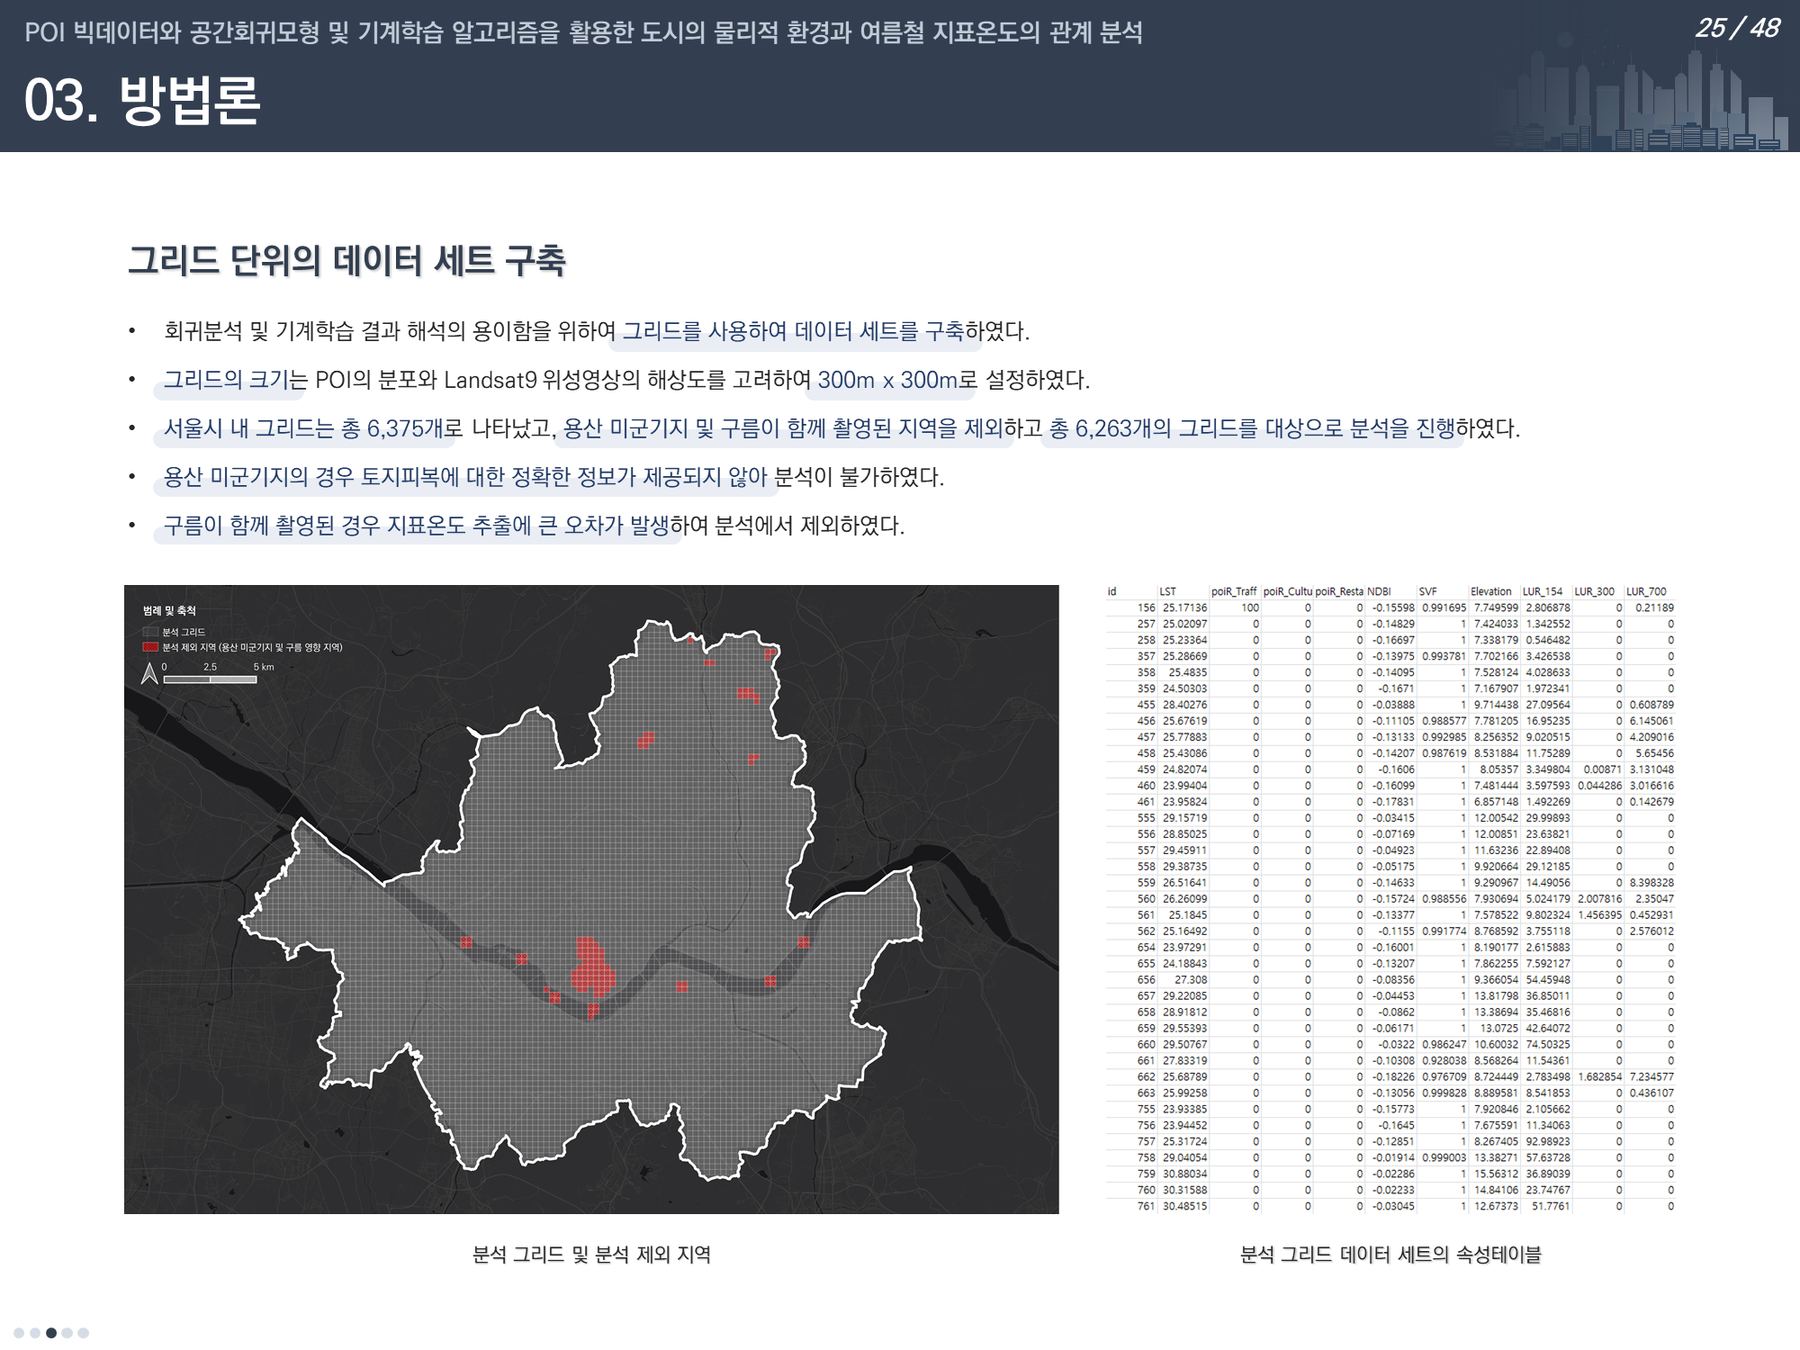 POI 빅데이터와 공간회귀모형 및 기계학습 알고리즘을 활용한 도시의 물리적 환경과 여름철 지표온도의 관계 분석
25 / 48
03. 방법론
그리드 단위의 데이터 세트 구축
• 회귀분석 및 기계학습 결과 해석의 용이함을 위하여 그리드를 사용하여 데이터 세트를 구축하였다.
• 그리드의 크기는 POI의 분포와 Landsat9 위성영상의 해상도를 고려하여 300m x 300m로 설정하였다.
• 서울시 내 그리드는 총 6,375개로 나타났고, 용산 미군기지 및 구름이 함께 촬영된 지역을 제외하고 총 6,263개의 그리드를 대상으로 분석을 진행하였다.
• 용산 미군기지의 경우 토지피복에 대한 정확한 정보가 제공되지 않아 분석이 불가하였다.
• 구름이 함께 촬영된 경우 지표온도 추출에 큰 오차가 발생하여 분석에서 제외하였다.
범례 및 축척
분석 그리드
분석 제외 지역 (용산 미군기지 및 구름 영향 지역)
0 2.5 5 km
분석 그리드 및 분석 제외 지역
id LST poiR_Traff poiR_Cultu poiR_Resta NDBI SVF Elevation LUR_154 LUR_300 LUR_700
156 25.17136 100 0 0 -0.15598 0.991695 7.749599 2.806878 0 0.21189
257 25.02097 0 0 0 -0.14829 1 7.424033 1.342552 0 0
258 25.23364 0 0 0 -0.16697 1 7.338179 0.546482 0 0
357 25.28669 0 0 0 -0.13975 0.993781 7.702166 3.426538 0 0
358 25.4835 0 0 0 -0.14095 1 7.528124 4.028633 0 0
359 24.50303 0 0 0 -0.1671 1 7.167907 1.972341 0 0
455 28.40276 0 0 0 -0.03888 1 9.714438 27.09564 0 0.608789
456 25.67619 0 0 0 -0.11105 0.988577 7.781205 16.95235 0 6.145061
457 25.77883 0 0 0 -0.13133 0.992985 8.256352 9.020515 0 4.209016
458 25.43086 0 0 0 -0.14207 0.987619 8.531884 11.75289 0 5.65456
459 24.82074 0 0 0 -0.1606 1 8.05357 3.349804 0.00871 3.131048
460 23.99404 0 0 0 -0.16099 1 7.481444 3.597593 0.044286 3.016616
461 23.95824 0 0 0 -0.17831 1 6.857148 1.492269 0 0.142679
555 29.15719 0 0 0 -0.03415 1 12.00542 29.99893 0 0
556 28.85025 0 0 0 -0.07169 1 12.00851 23.63821 0 0
557 29.45911 0 0 0 -0.04923 1 11.63236 22.89408 0 0
558 29.38735 0 0 0 -0.05175 1 9.920664 29.12185 0 0
559 26.51641 0 0 0 -0.14633 1 9.290967 14.49056 0 8.398328
560 26.26099 0 0 0 -0.15724 0.988556 7.930694 5.024179 2.007816 2.35047
561 25.1845 0 0 0 -0.13377 1 7.578522 9.802324 1.456395 0.452931
562 25.16492 0 0 0 -0.1155 0.991774 8.768592 3.755118 0 2.576012
654 23.97291 0 0 0 -0.16001 1 8.190177 2.615883 0 0
655 24.18843 0 0 0 -0.13207 1 7.862255 7.592127 0 0
656 27.308 0 0 0 -0.08356 1 9.366054 54.45948 0 0
657 29.22085 0 0 0 -0.04453 1 13.81798 36.85011 0 0
658 28.91812 0 0 0 -0.0862 1 13.38694 35.46816 0 0
659 29.55393 0 0 0 -0.06171 1 13.0725 42.64072 0 0
660 29.50767 0 0 0 -0.0322 0.986247 10.60032 74.50325 0 0
661 27.83319 0 0 0 -0.10308 0.928038 8.568264 11.54361 0 0
662 25.68789 0 0 0 -0.18226 0.976709 8.724449 2.783498 1.682854 7.234577
663 25.99258 0 0 0 -0.13056 0.999828 8.889581 8.541853 0 0.436107
755 23.93385 0 0 0 -0.15773 1 7.920846 2.105662 0 0
756 23.94452 0 0 0 -0.1645 1 7.675591 11.34063 0 0
757 25.31724 0 0 0 -0.12851 1 8.267405 92.98923 0 0
758 29.04054 0 0 0 -0.01914 0.999003 13.38271 57.63728 0 0
759 30.88034 0 0 0 -0.02286 1 15.56312 36.89039 0 0
760 30.31588 0 0 0 -0.02233 1 14.84106 23.74767 0 0
761 30.48515 0 0 0 -0.03045 1 12.67373 51.7761 0 0
분석 그리드 데이터 세트의 속성테이블